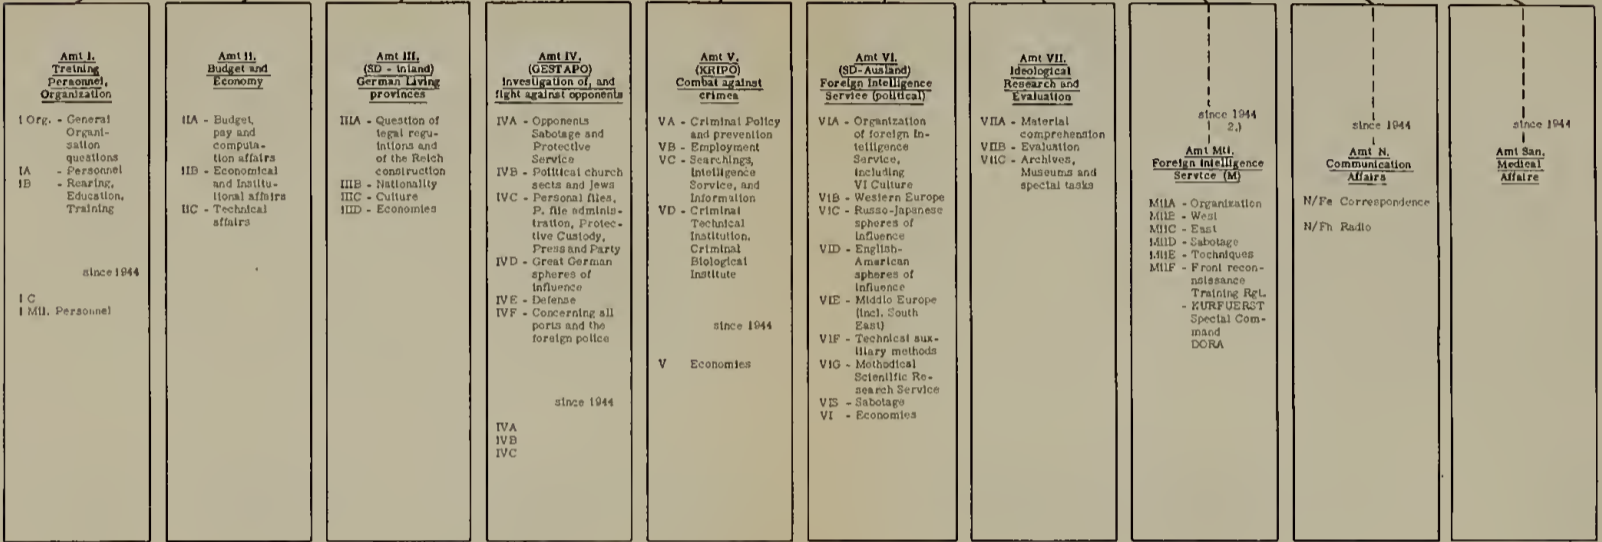 Amt I.
Training
Personnel,
Organization
I Org. - General
Organi-
sation
questions
IA - Personnel
IB - Rearing,
Education,
Training
since 1944
I C
I Mil. Personnel
Amt II.
Budget and
Economy
IIA - Budget,
pay and
computa-
tion affairs
IIB - Economical
and Institu-
tional affairs
IIC - Technical
affairs
Amt III.
(SD - Inland)
German Living
provinces
IIIA - Question of
legal regu-
lations and
of the Reich
construction
IIIB - Nationality
IIIC - Culture
IIID - Economies
Amt IV.
(GESTAPO)
Investigation of, and
fight against opponents
IVA - Opponents
Sabotage and
Protective
Service
IVB - Political church
sects and Jews
IVC - Personal files,
P. file adminis-
tration, Protec-
tive Custody,
Press and Party
IVD - Great German
spheres of
Influence
IVE - Defense
IVF - Concerning all
ports and the
foreign police
since 1944
IVA
IVB
IVC
Amt V.
(KRIPO)
Combat against
crimes
VA - Criminal Policy
and prevention
VB - Employment
VC - Searchings,
Intelligence
Service, and
Information
VD - Criminal
Technical
Institution,
Criminal
Biological
Institute
since 1944
V Economies
Amt VI.
(SD-Ausland)
Foreign Intelligence
Service (political)
VIA - Organization
of foreign in-
telligence
Service,
including
VI Culture
VIB - Western Europe
VIC - Russo-Japanese
spheres of
influence
VID - English-
American
spheres of
influence
VIE - Middle Europe
(incl. South
East)
VIF - Technical aux-
iliary methods
VIG - Methodical
Scientific Re-
search Service
VIS - Sabotage
VI - Economies
Amt VII.
Ideological
Research and
Evaluation
VIIA - Material
comprehension
VIIB - Evaluation
VIIC - Archives,
Museums and
special tasks
since 1944
2.)
Amt Mil.
Foreign Intelligence
Service (M)
MilA - Organization
MilB - West
MilC - East
MilD - Sabotage
MilE - Techniques
MilF - Front recon-
naissance
Training Rgt.
- KURFUERST
Special Com-
mand
DORA
since 1944
Amt N.
Communication
Affairs
N/Fe Correspondence
N/Fh Radio
since 1944
Amt San.
Medical
Affaire